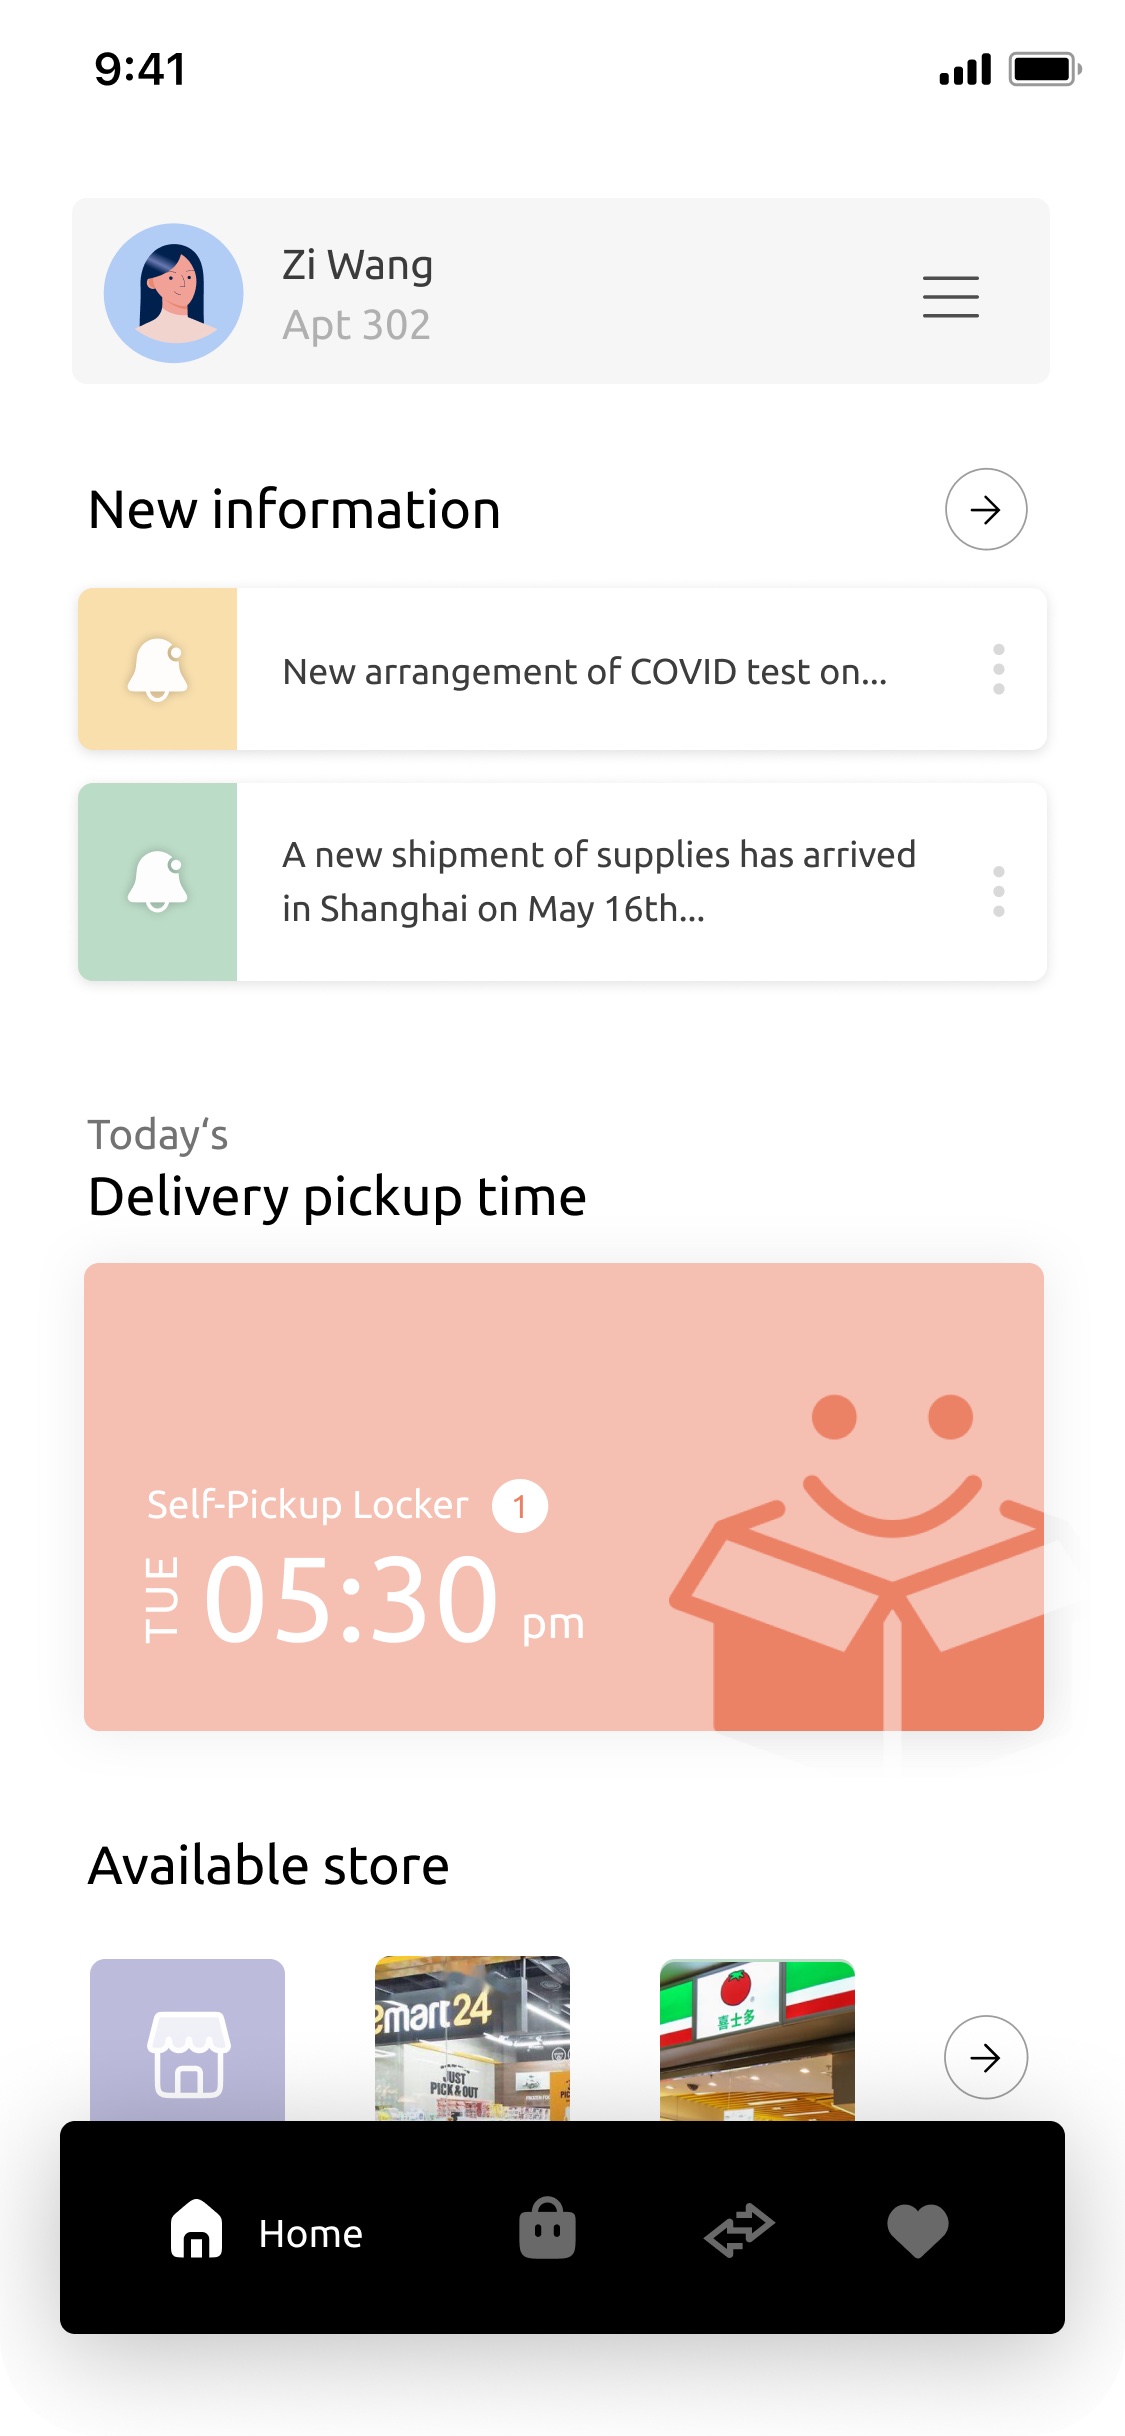 9:41
Zi Wang
Apt 302
New information
New arrangement of COVID test on...
A new shipment of supplies has arrived
in Shanghai on May 16th...
Today‘s
Delivery pickup time
Self-Pickup Locker 1
TUE 05:30 pm
Available store
emart24
JUST
PICK & OUT
喜士多
Home